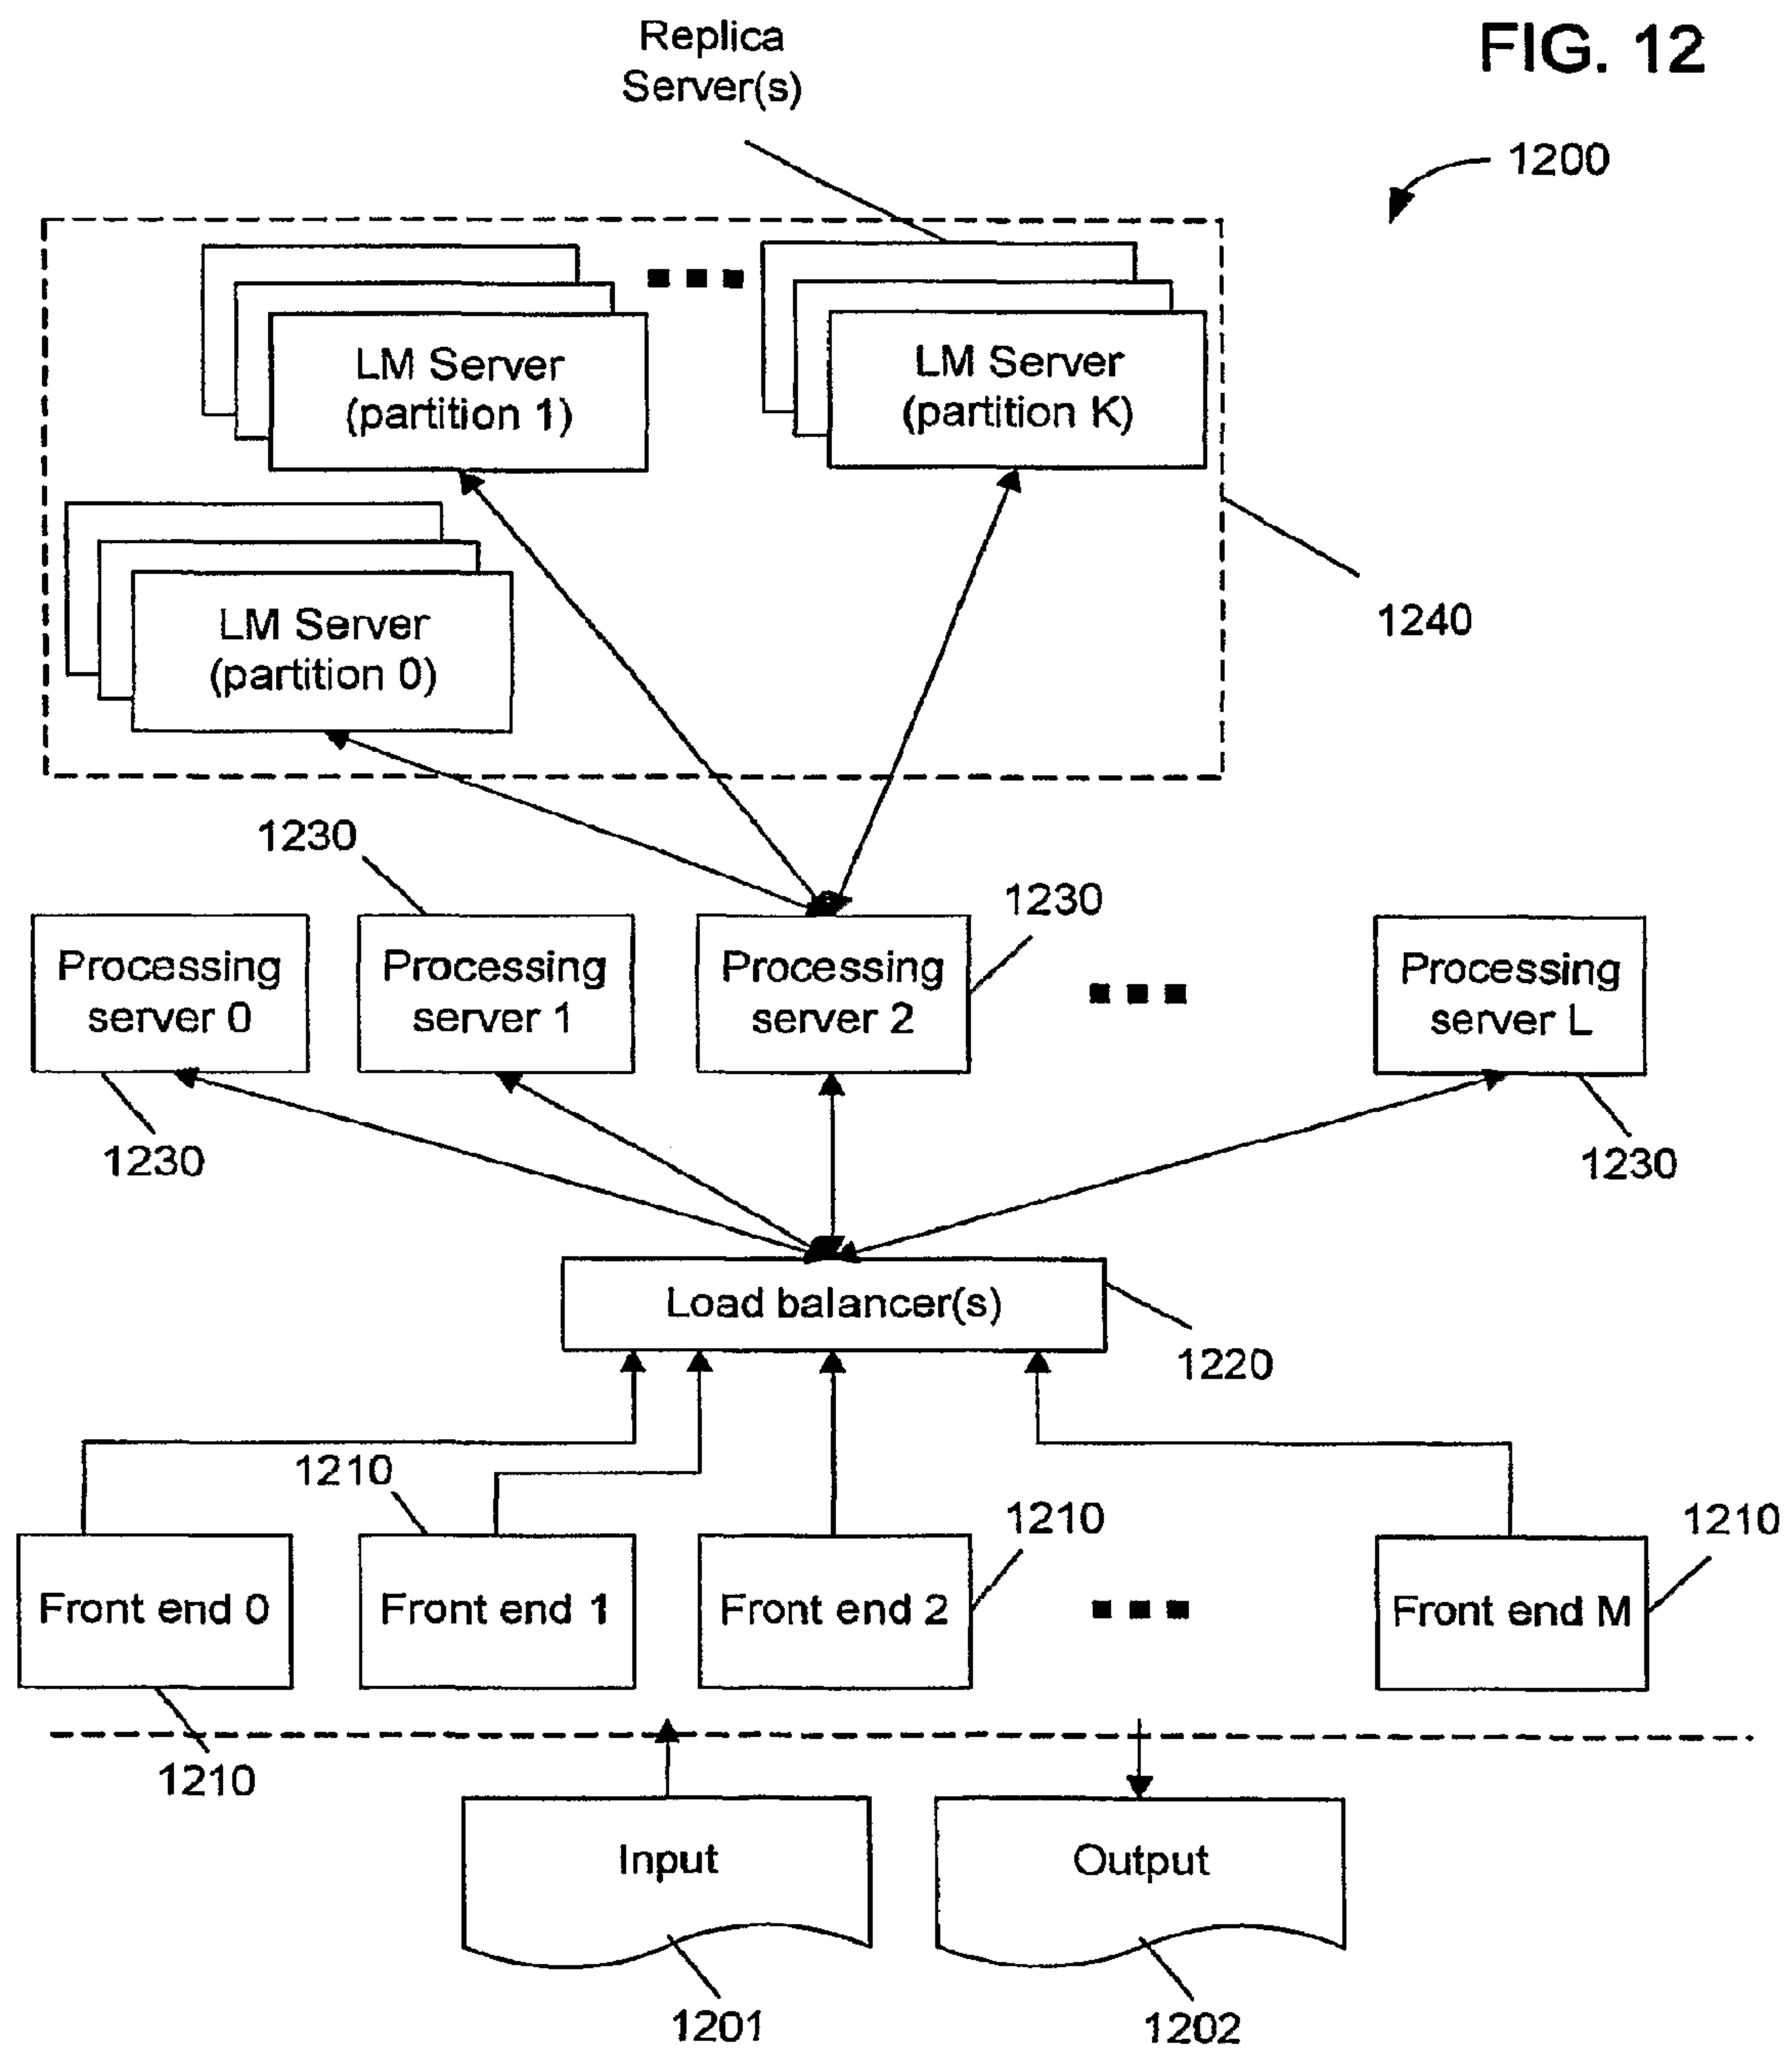 Replica
Server(s)
FIG. 12
1200
LM Server
(partition 1)
LM Server
(partition K)
LM Server
(partition 0)
1240
1230
1230
Processing
server 0
Processing
server 1
Processing
server 2
Processing
server L
1230
1230
Load balancer(s)
1220
1210
1210
1210
Front end 0
Front end 1
Front end 2
Front end M
1210
Input
Output
1201
1202